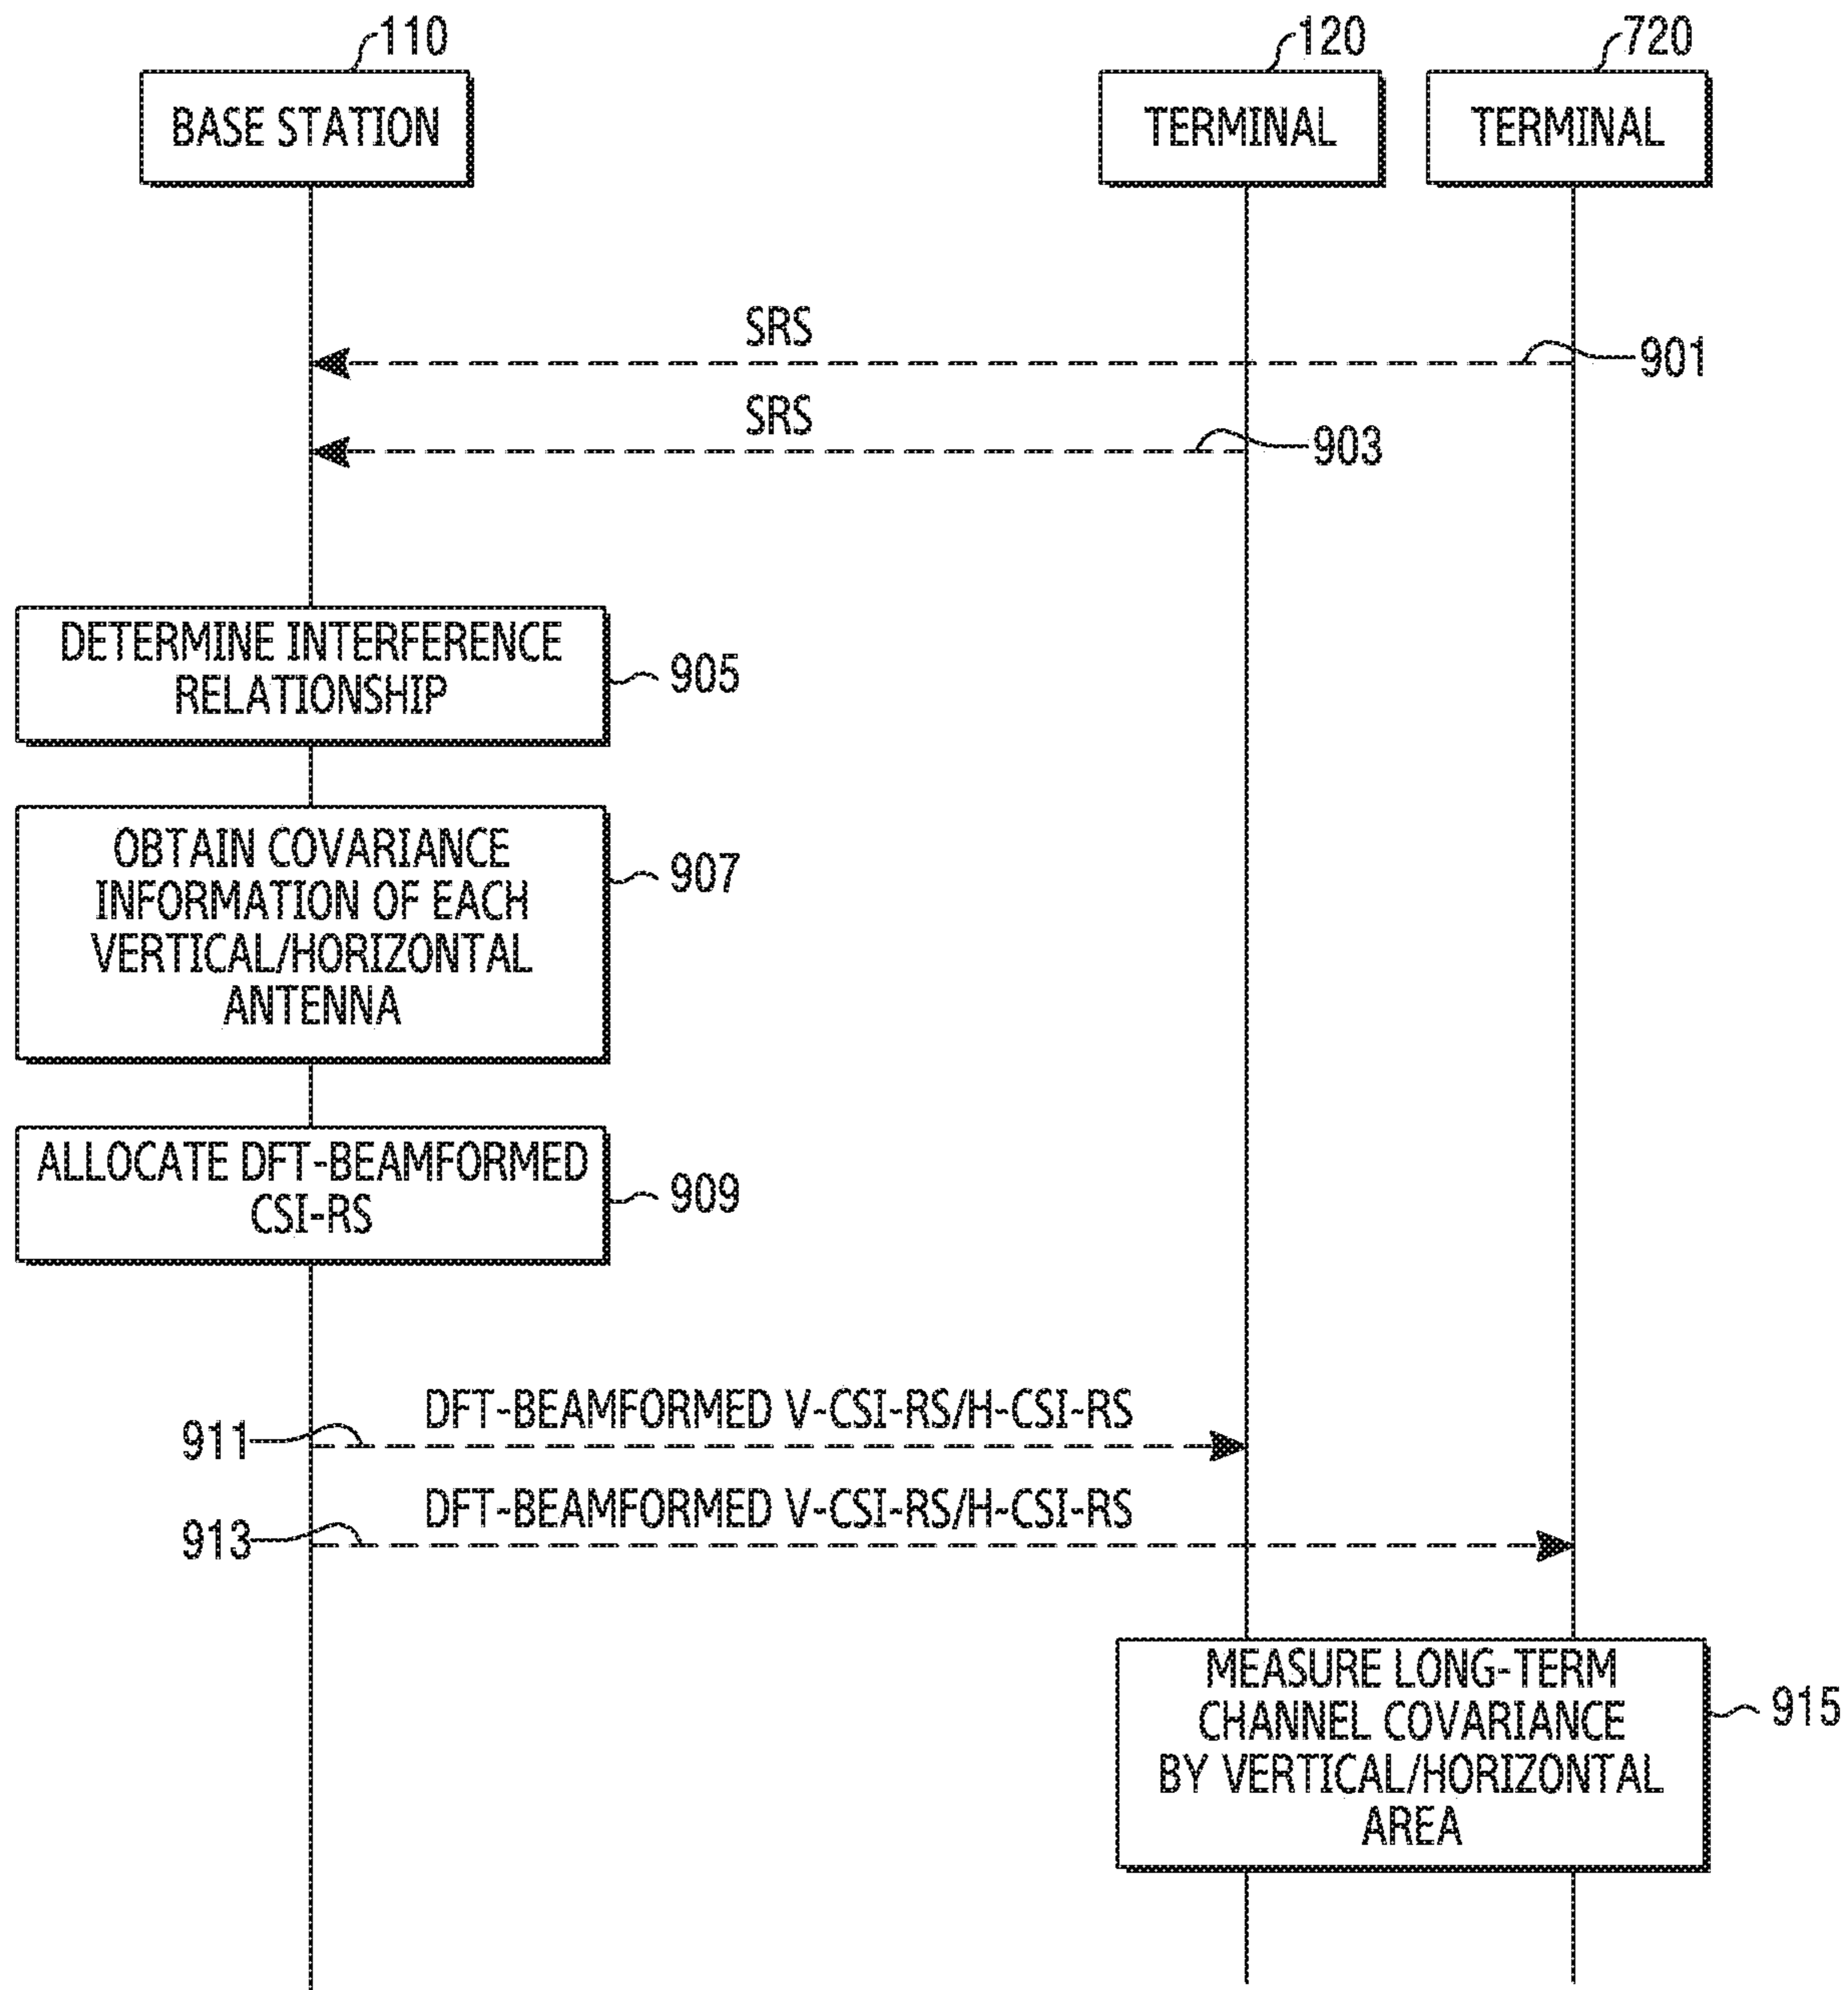 110
120
720
BASE STATION
TERMINAL
TERMINAL
SRS
901
SRS
903
DETERMINE INTERFERENCE
RELATIONSHIP
905
OBTAIN COVARIANCE
INFORMATION OF EACH
VERTICAL/HORIZONTAL
ANTENNA
907
ALLOCATE DFT-BEAMFORMED
CSI-RS
909
DFT-BEAMFORMED V-CSI-RS/H-CSI-RS
911
DFT-BEAMFORMED V-CSI-RS/H-CSI-RS
913
MEASURE LONG-TERM
CHANNEL COVARIANCE
BY VERTICAL/HORIZONTAL
AREA
915